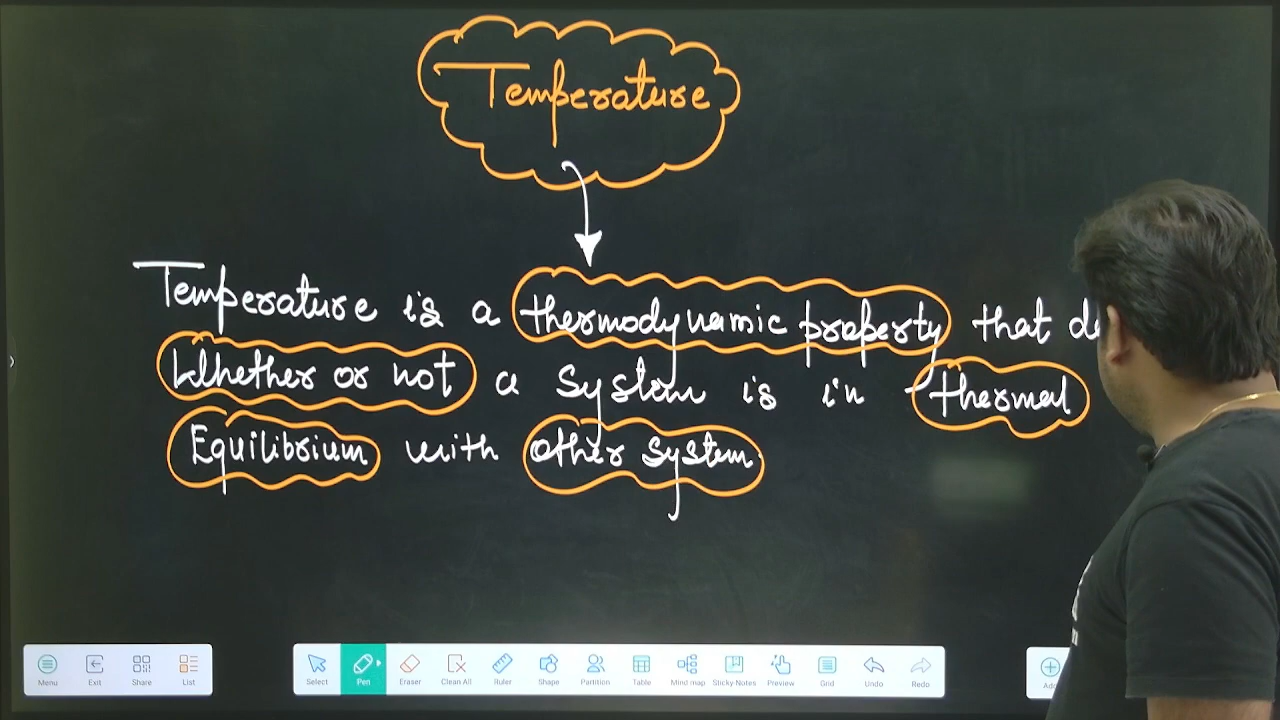 Temperature
Temperature is a thermodynamic property that
Whether or not a system is in thermal
Equilibrium with other system.
Menu Exit Share List Select Pen Eraser Clean All Ruler Shape Partition Table Mind map Sticky Notes Preview Grid Undo Redo